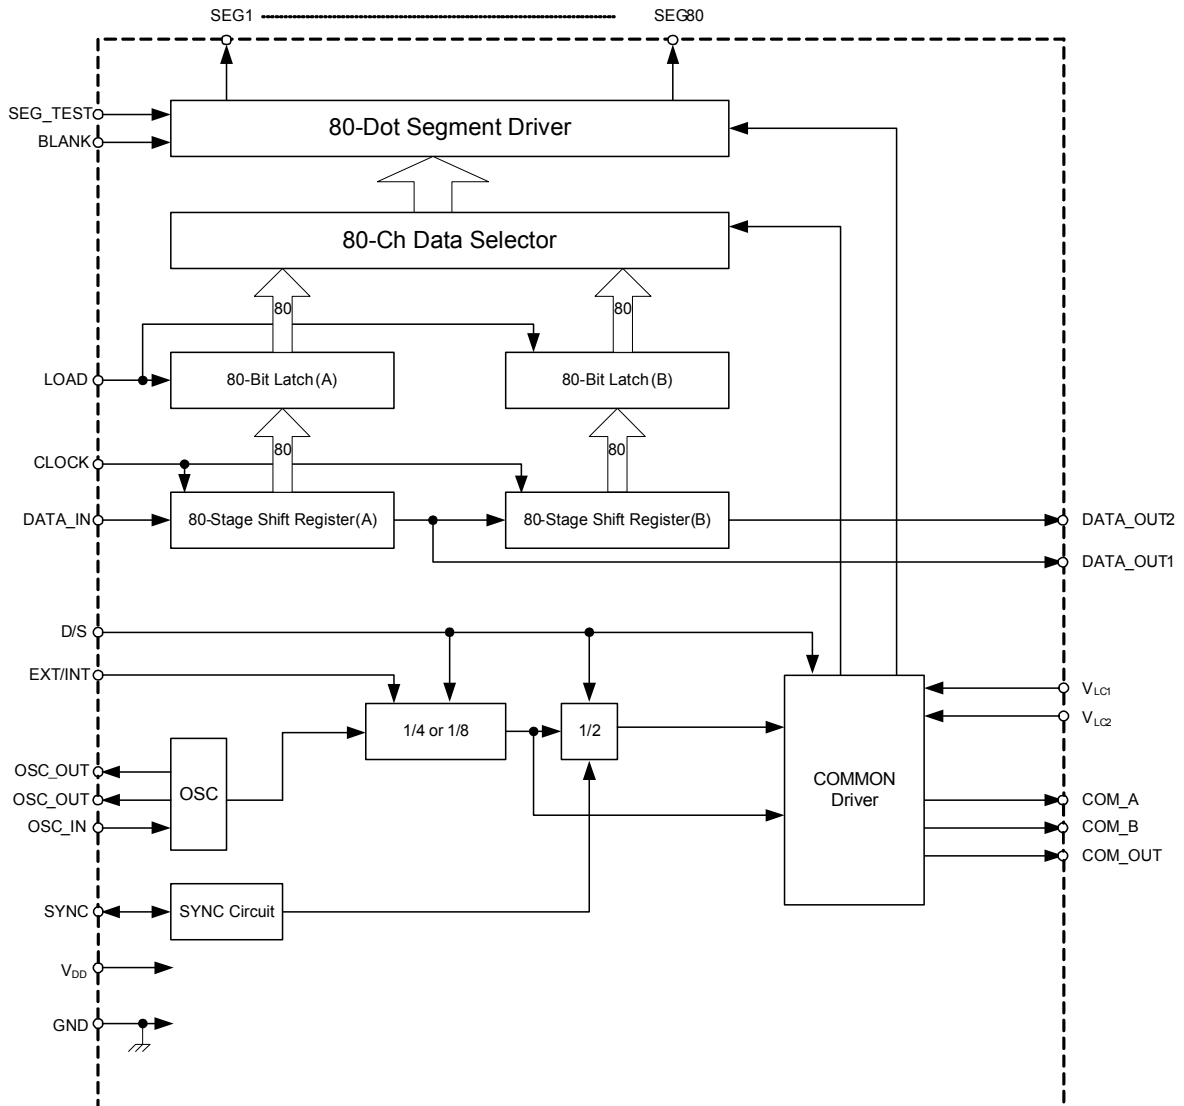 SEG1 SEG80
SEG_TEST
BLANK
80-Dot Segment Driver
80-Ch Data Selector
80 80
LOAD
80-Bit Latch(A) 80-Bit Latch(B)
80 80
CLOCK
DATA_IN
80-Stage Shift Register(A) 80-Stage Shift Register(B)
DATA_OUT2
DATA_OUT1
D/S
EXT/INT
1/4 or 1/8 1/2
VLC1
VLC2
OSC_OUT
OSC_OUT
OSC_IN
OSC
COMMON
Driver
COM_A
COM_B
COM_OUT
SYNC
SYNC Circuit
VDD
GND